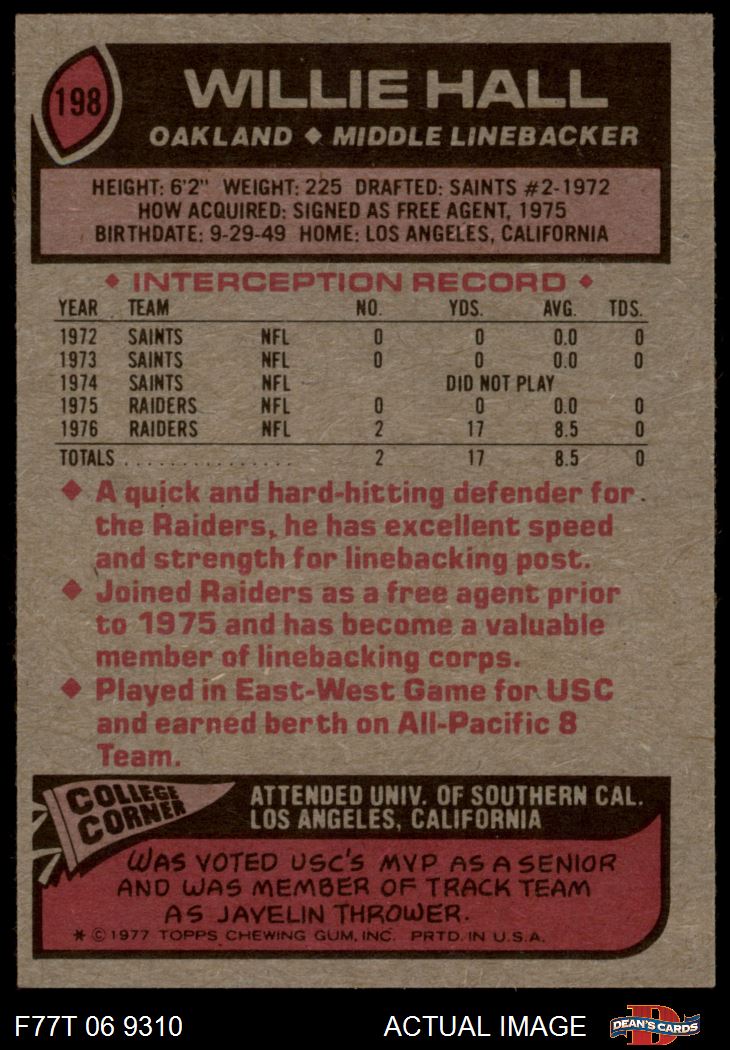 198
WILLIE HALL
OAKLAND ◆ MIDDLE LINEBACKER
HEIGHT: 6'2" WEIGHT: 225 DRAFTED: SAINTS #2-1972
HOW ACQUIRED: SIGNED AS FREE AGENT, 1975
BIRTHDATE: 9-29-49 HOME: LOS ANGELES, CALIFORNIA
◆ INTERCEPTION RECORD ◆
YEAR TEAM NO. YDS. AVG. TDS.
1972 SAINTS NFL 0 0 0.0 0
1973 SAINTS NFL 0 0 0.0 0
1974 SAINTS NFL DID NOT PLAY
1975 RAIDERS NFL 0 0 0.0 0
1976 RAIDERS NFL 2 17 8.5 0
TOTALS . . . . . . . . . . . . . . . . 2 17 8.5 0
◆ A quick and hard-hitting defender for
the Raiders, he has excellent speed
and strength for linebacking post.
◆ Joined Raiders as a free agent prior
to 1975 and has become a valuable
member of linebacking corps.
◆ Played in East-West Game for USC
and earned berth on All-Pacific 8
Team.
COLLEGE
CORNER
ATTENDED UNIV. OF SOUTHERN CAL.
LOS ANGELES, CALIFORNIA
WAS VOTED USC'S MVP AS A SENIOR
AND WAS MEMBER OF TRACK TEAM
AS JAVELIN THROWER.
* © 1977 TOPPS CHEWING GUM, INC. PRTD. IN U.S.A.
F77T 06 9310
ACTUAL IMAGE
D
DEAN'S CARDS